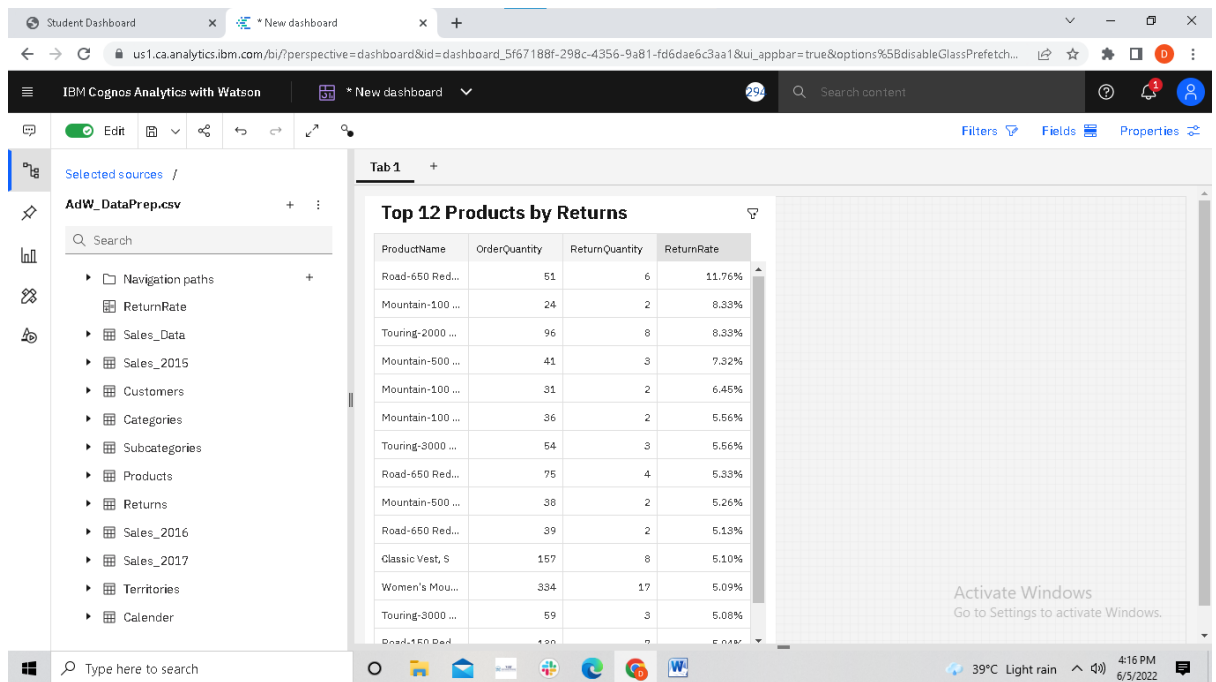 Student Dashboard
* New dashboard
us1.ca.analytics.ibm.com/bi/?perspective=dashboard&id=dashboard_5f67188f-298c-4356-9a81-fd6dae6c3aa1&ui_appbar=true&options%5BdisableGlassPrefetch...
D
IBM Cognos Analytics with Watson
* New dashboard
294
Search content
1
Edit
Filters
Fields
Properties
Selected sources /
AdW_DataPrep.csv
Search
Navigation paths
ReturnRate
Sales_Data
Sales_2015
Customers
Categories
Subcategories
Products
Returns
Sales_2016
Sales_2017
Territories
Calender
Tab 1
Top 12 Products by Returns
ProductName OrderQuantity ReturnQuantity ReturnRate
Road-650 Red... 51 6 11.76%
Mountain-100 ... 24 2 8.33%
Touring-2000 ... 96 8 8.33%
Mountain-500 ... 41 3 7.32%
Mountain-100 ... 31 2 6.45%
Mountain-100 ... 36 2 5.56%
Touring-3000 ... 54 3 5.56%
Road-650 Red... 75 4 5.33%
Mountain-500 ... 38 2 5.26%
Road-650 Red... 39 2 5.13%
Classic Vest, S 157 8 5.10%
Women's Mou... 334 17 5.09%
Touring-3000 ... 59 3 5.08%
Road-150 Red
Activate Windows
Go to Settings to activate Windows.
Type here to search
W
39°C Light rain
4:16 PM
6/5/2022